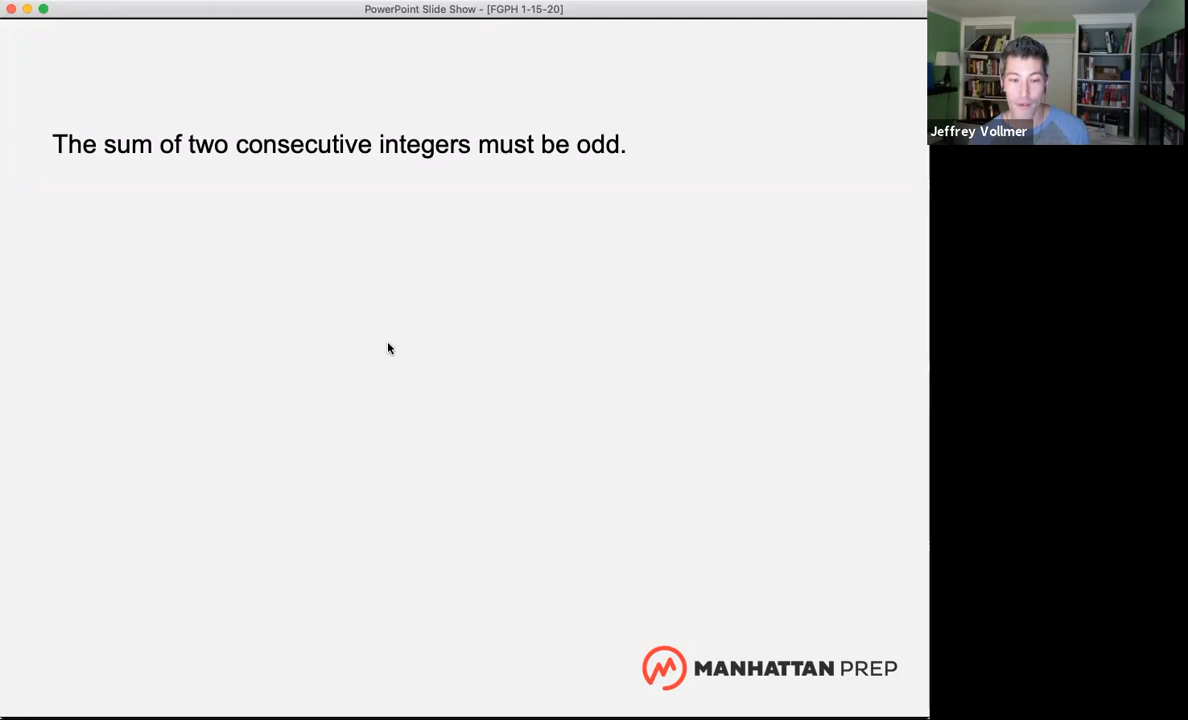 PowerPoint Slide Show - [FGPH 1-15-20]
Jeffrey Vollmer
The sum of two consecutive integers must be odd.
MANHATTAN PREP